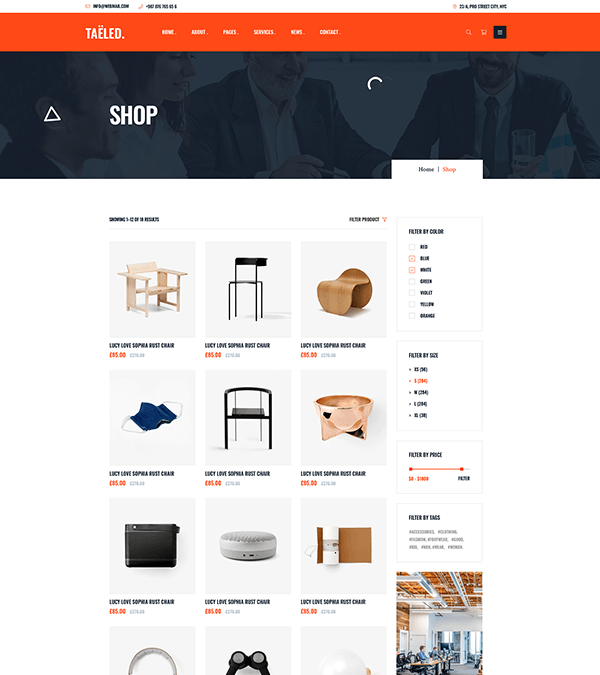 INFO@WEBMAIL.COM +987 876 765 65 6 23/A, PRO STREET CITY, NYC
TAËLED.
HOME . ABOUT . PAGES . SERVICES . NEWS . CONTACT .
SHOP
Home | Shop
SHOWING 1-12 OF 18 RESULTS FILTER PRODUCT
LUCY LOVE SOPHIA RUST CHAIR LUCY LOVE SOPHIA RUST CHAIR LUCY LOVE SOPHIA RUST CHAIR
£85.00 £270.00 £85.00 £270.00 £85.00 £270.00
LUCY LOVE SOPHIA RUST CHAIR LUCY LOVE SOPHIA RUST CHAIR LUCY LOVE SOPHIA RUST CHAIR
£85.00 £270.00 £85.00 £270.00 £85.00 £270.00
LUCY LOVE SOPHIA RUST CHAIR LUCY LOVE SOPHIA RUST CHAIR LUCY LOVE SOPHIA RUST CHAIR
£85.00 £270.00 £85.00 £270.00 £85.00 £270.00
FILTER BY COLOR
RED
BLUE
WHITE
GREEN
VIOLET
YELLOW
ORANGE
FILTER BY SIZE
XS (56)
S (284)
M (284)
L (284)
XL (38)
FILTER BY PRICE
$0 - $1800 FILTER
FILTER BY TAGS
#ACCESSORIES, #CLOTHING,
#FASHION, #FOOTWEAR, #GOOD,
#KID, #MEN, #WEAR, #WOMEN.